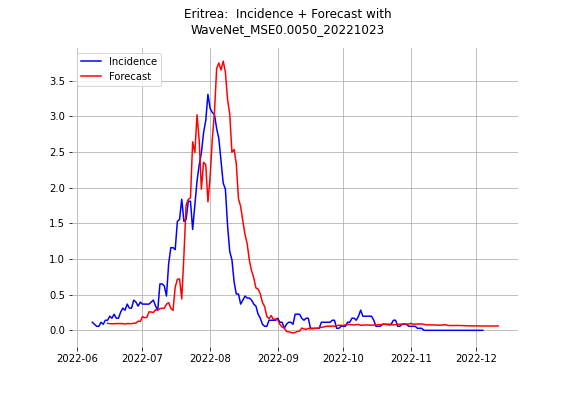 Eritrea:  Incidence + Forecast with
WaveNet_MSE0.0050_20221023
Incidence
Forecast
3.5
3.0
2.5
2.0
1.5
1.0
0.5
0.0
2022-06 2022-07 2022-08 2022-09 2022-10 2022-11 2022-12